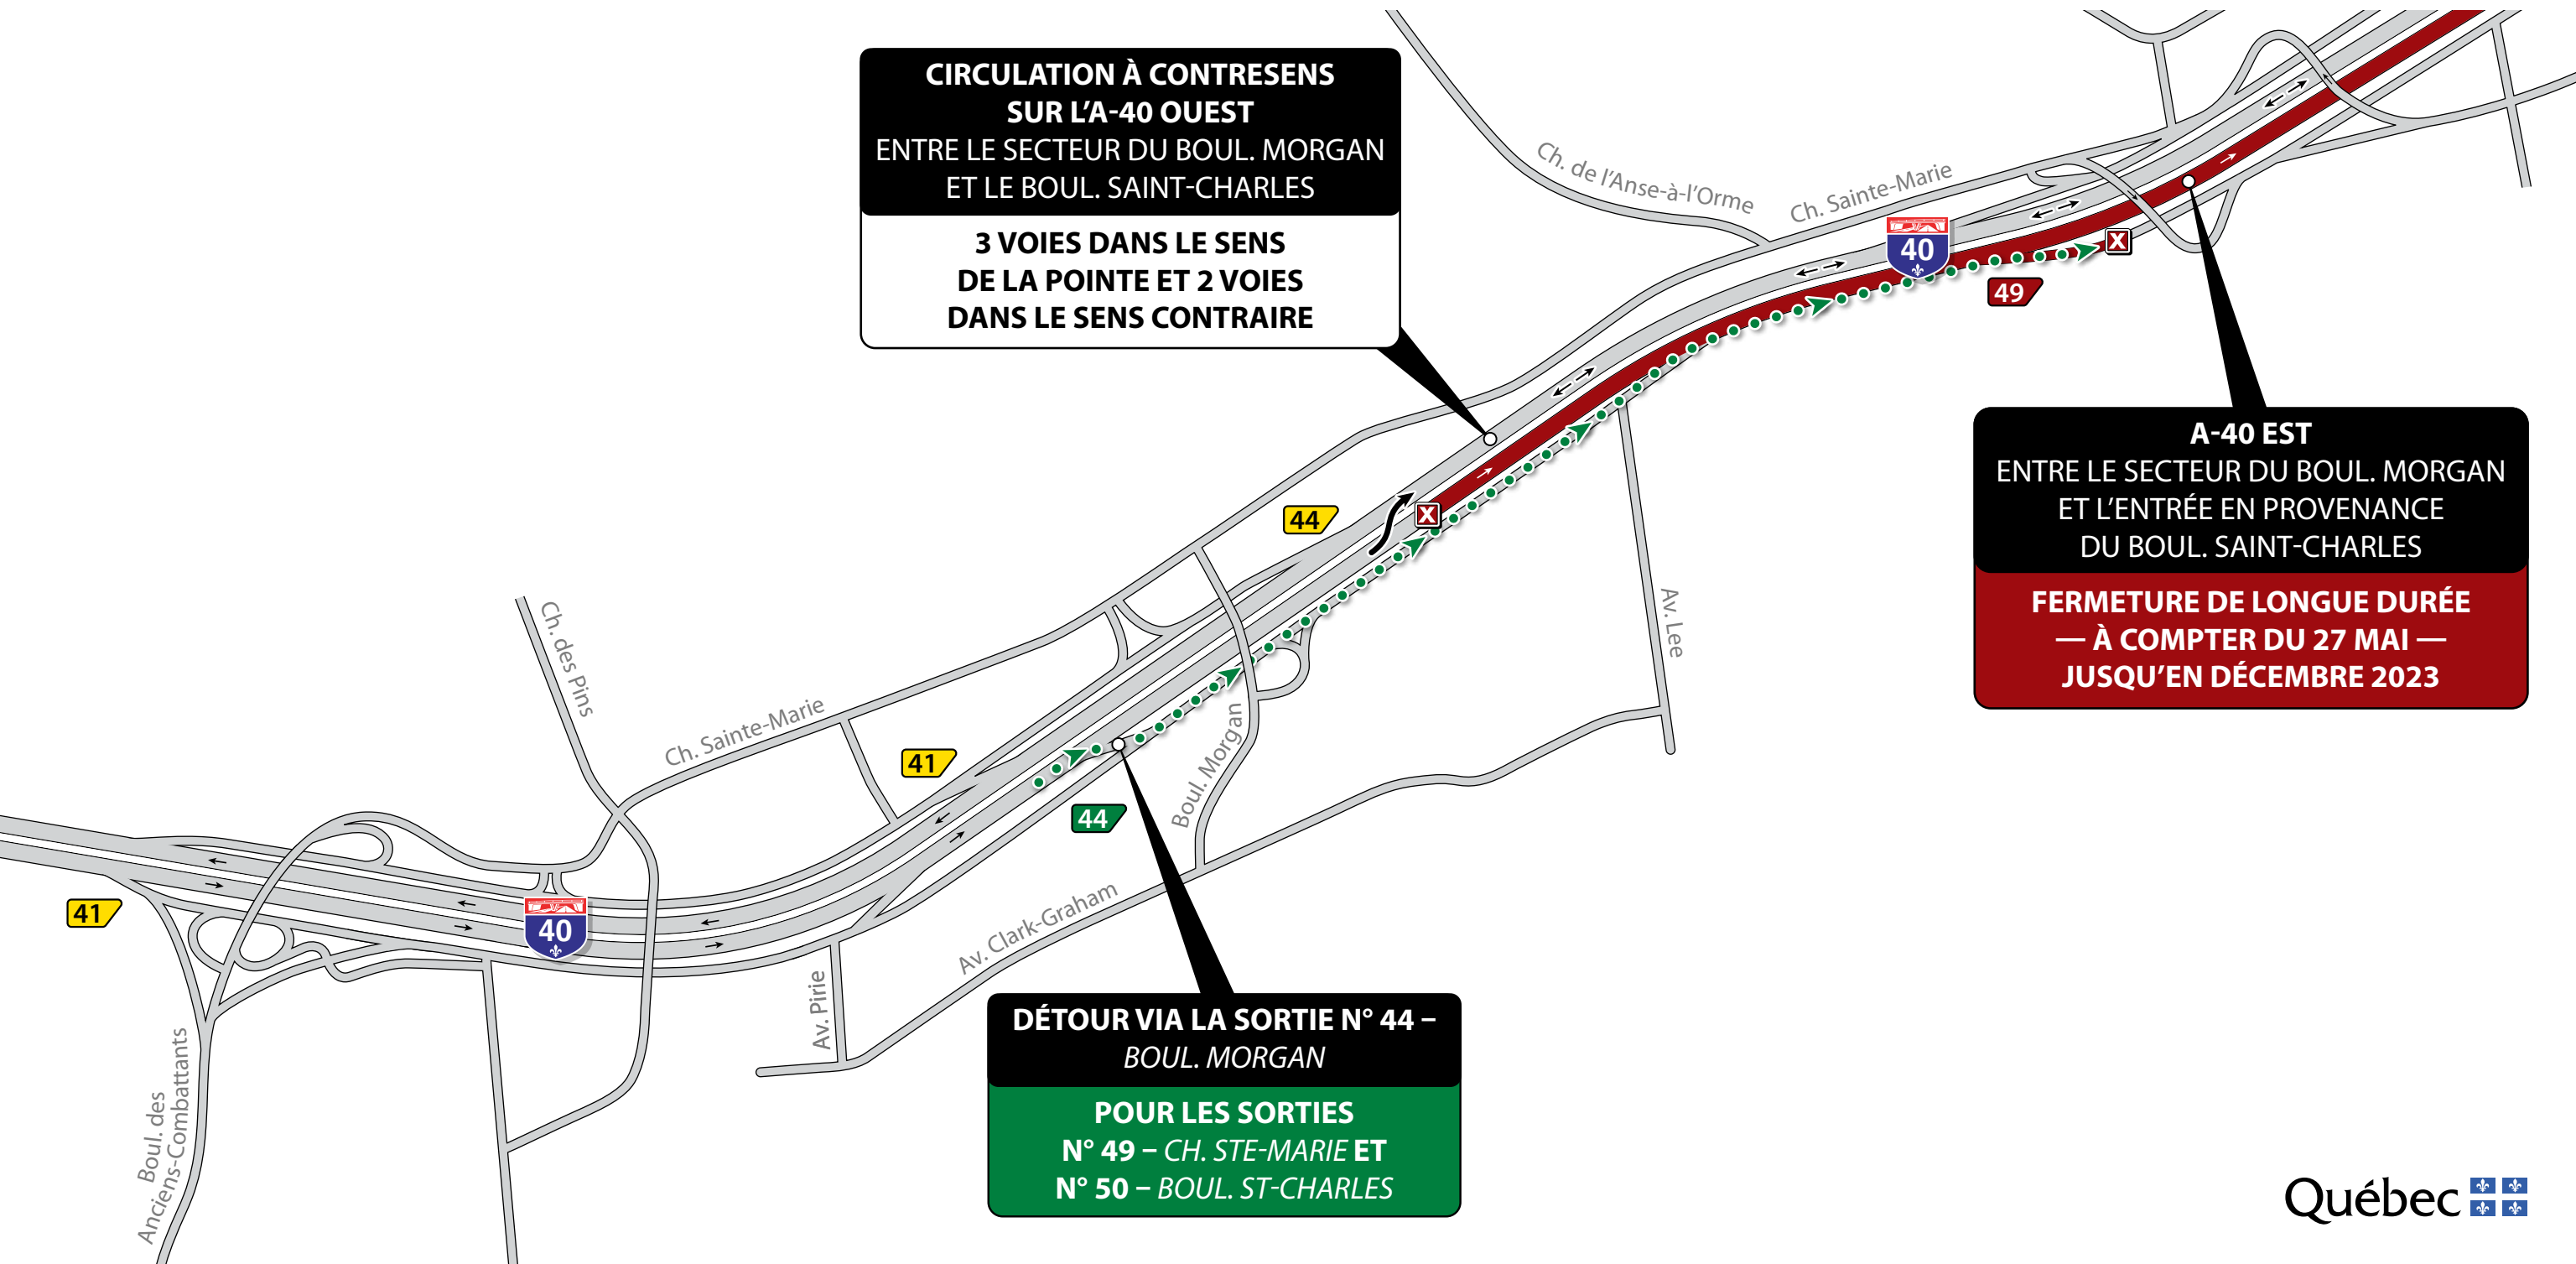 CIRCULATION À CONTRESENS
SUR L'A-40 OUEST
ENTRE LE SECTEUR DU BOUL. MORGAN
ET LE BOUL. SAINT-CHARLES
3 VOIES DANS LE SENS
DE LA POINTE ET 2 VOIES
DANS LE SENS CONTRAIRE
Ch. de l'Anse-à-l'Orme
Ch. Sainte-Marie
40
X
49
A-40 EST
ENTRE LE SECTEUR DU BOUL. MORGAN
ET L'ENTRÉE EN PROVENANCE
DU BOUL. SAINT-CHARLES
FERMETURE DE LONGUE DURÉE
— À COMPTER DU 27 MAI —
JUSQU'EN DÉCEMBRE 2023
44
X
Av. Lee
Ch. des Pins
Ch. Sainte-Marie
41
44
Boul. Morgan
41
40
Av. Clark-Graham
Av. Pirie
Boul. des
Anciens-Combattants
DÉTOUR VIA LA SORTIE N° 44 –
BOUL. MORGAN
POUR LES SORTIES
N° 49 – CH. STE-MARIE ET
N° 50 – BOUL. ST-CHARLES
Québec